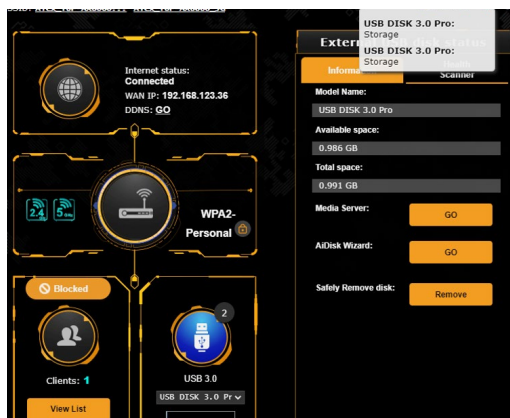 Internet status:
Connected
WAN IP: 192.168.123.36
DDNS: GO
2.4
5 GHz
WPA2-
Personal
Blocked
Clients: 1
View List
2
USB 3.0
USB DISK 3.0 Pr
USB DISK 3.0 Pro:
Storage
USB DISK 3.0 Pro:
Storage
Scanner
Model Name:
USB DISK 3.0 Pro
Available space:
0.986 GB
Total space:
0.991 GB
Media Server:
GO
AiDisk Wizard:
GO
Safely Remove disk:
Remove